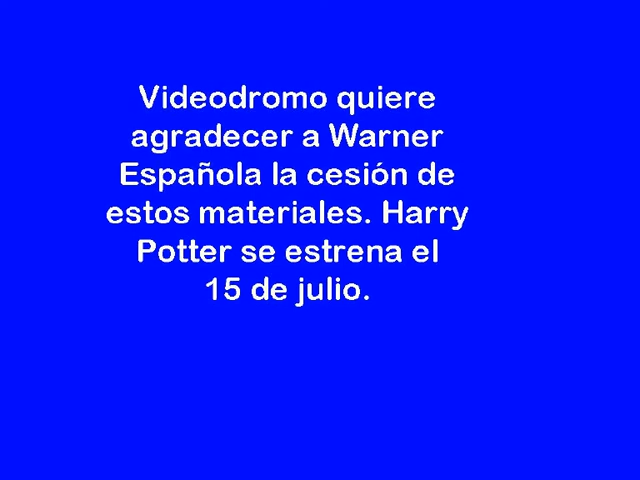 Videodromo quiere
agradecer a Warner
Española la cesión de
estos materiales. Harry
Potter se estrena el
15 de julio.